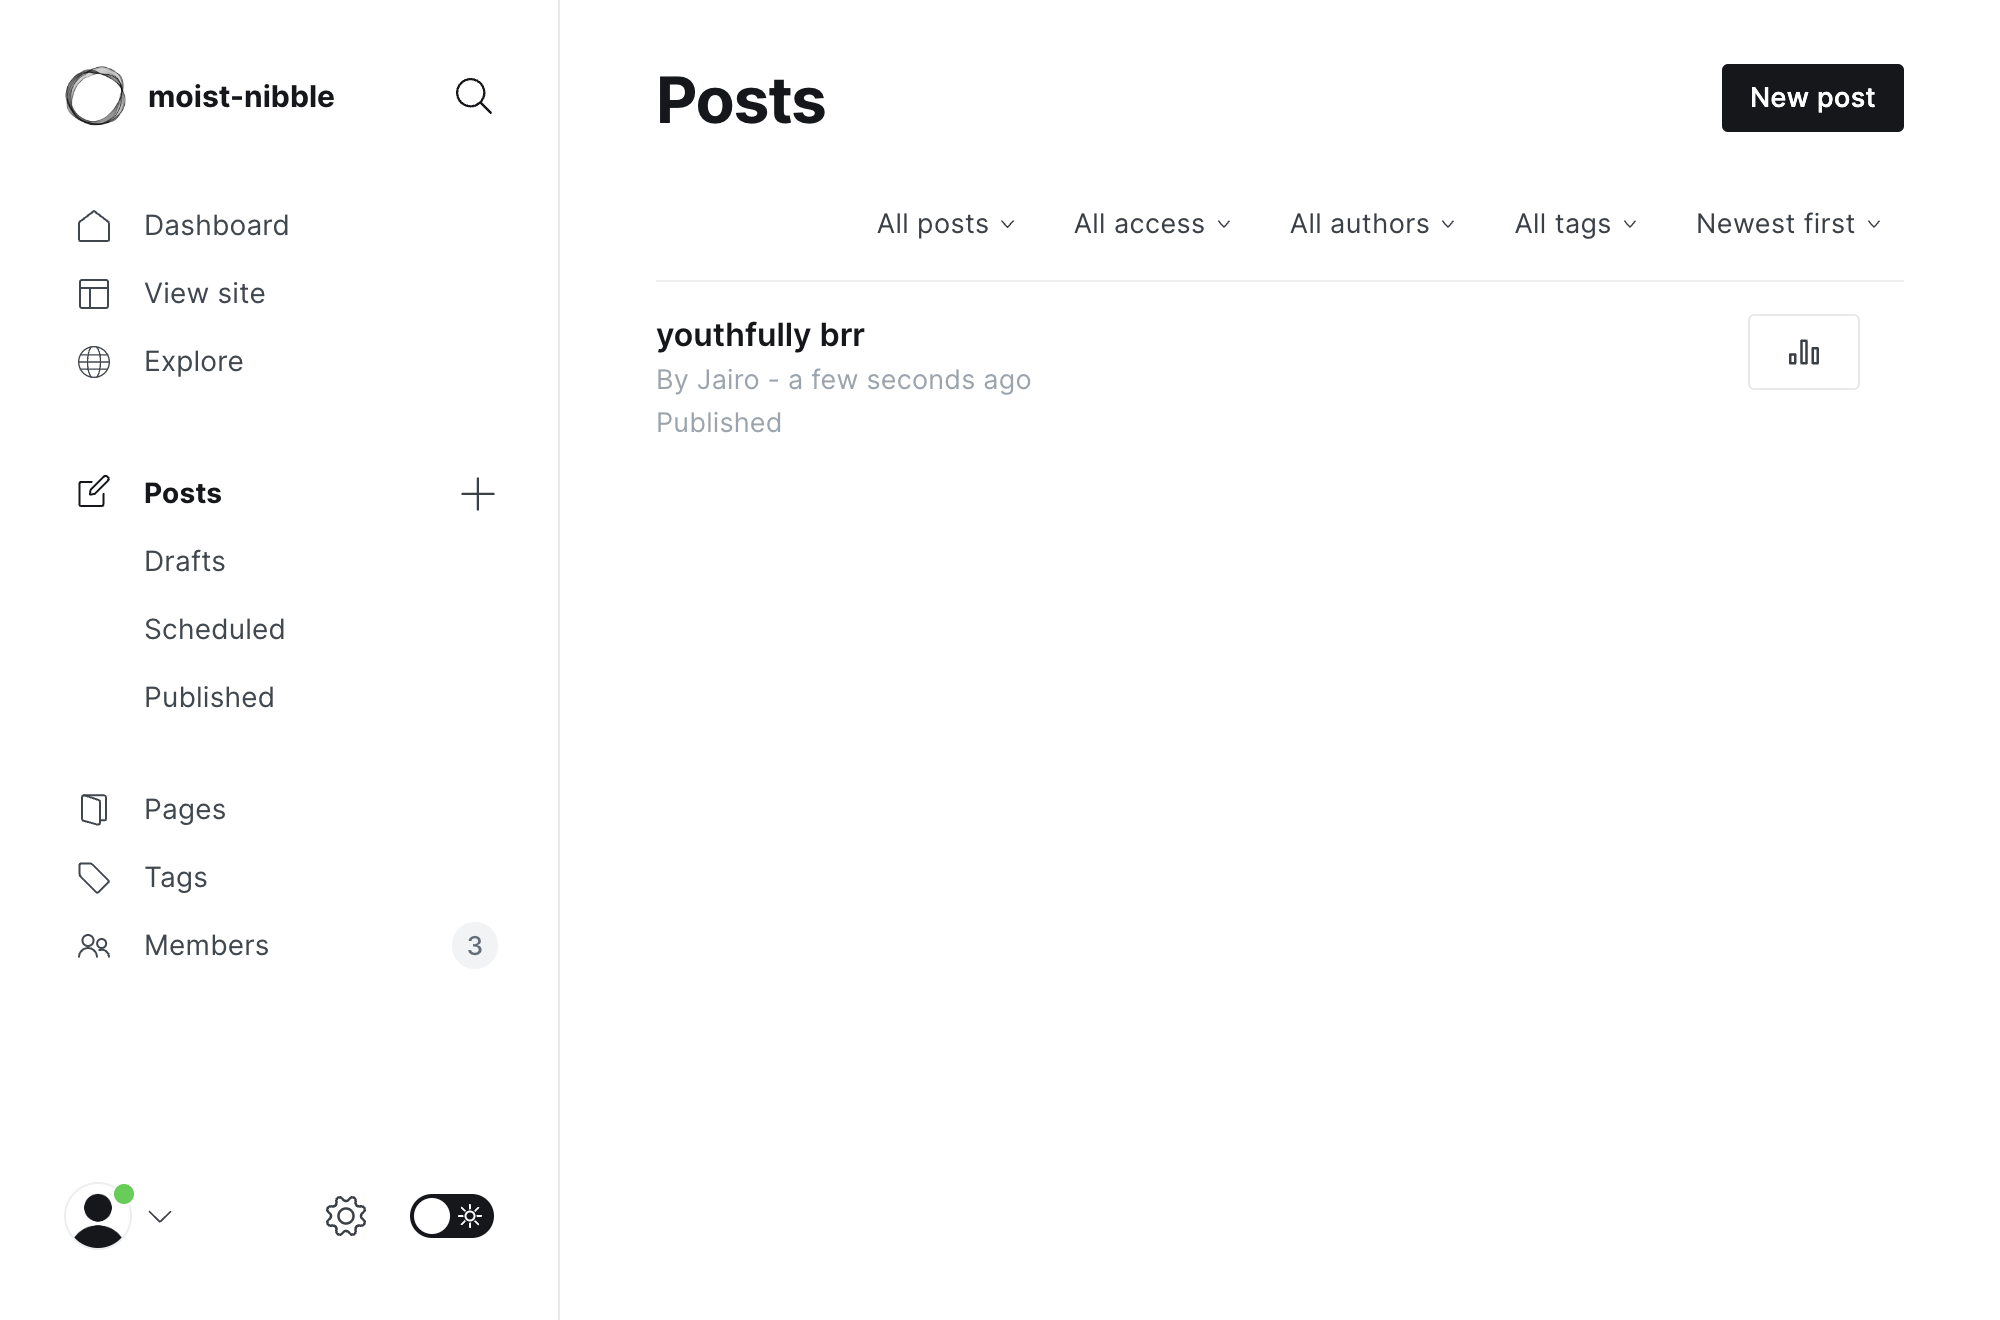 moist-nibble
Dashboard
View site
Explore
Posts
Drafts
Scheduled
Published
Pages
Tags
Members 3
Posts
New post
All posts All access All authors All tags Newest first
youthfully brr
By Jairo - a few seconds ago
Published